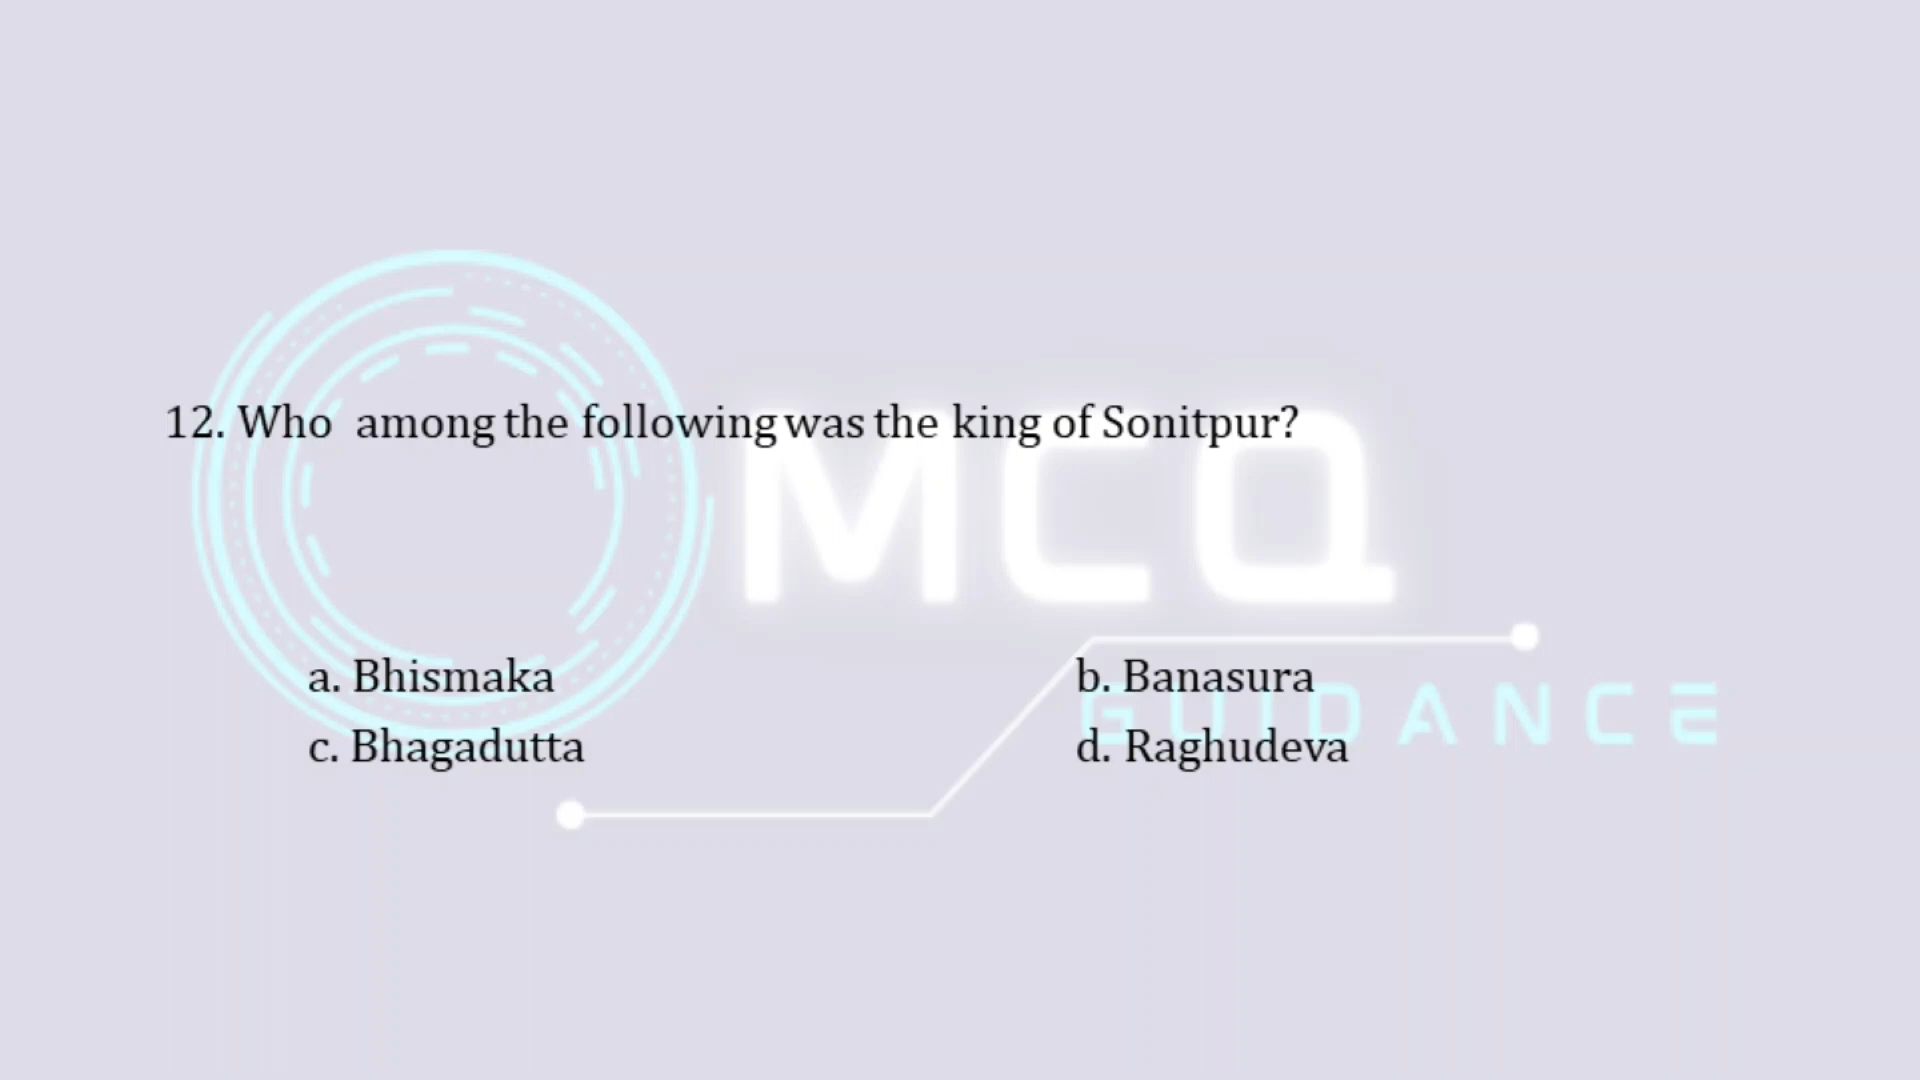 12. Who among the following was the king of Sonitpur?
MCQ
a. Bhismaka b. Banasura
GUIDANCE
c. Bhagadutta d. Raghudeva